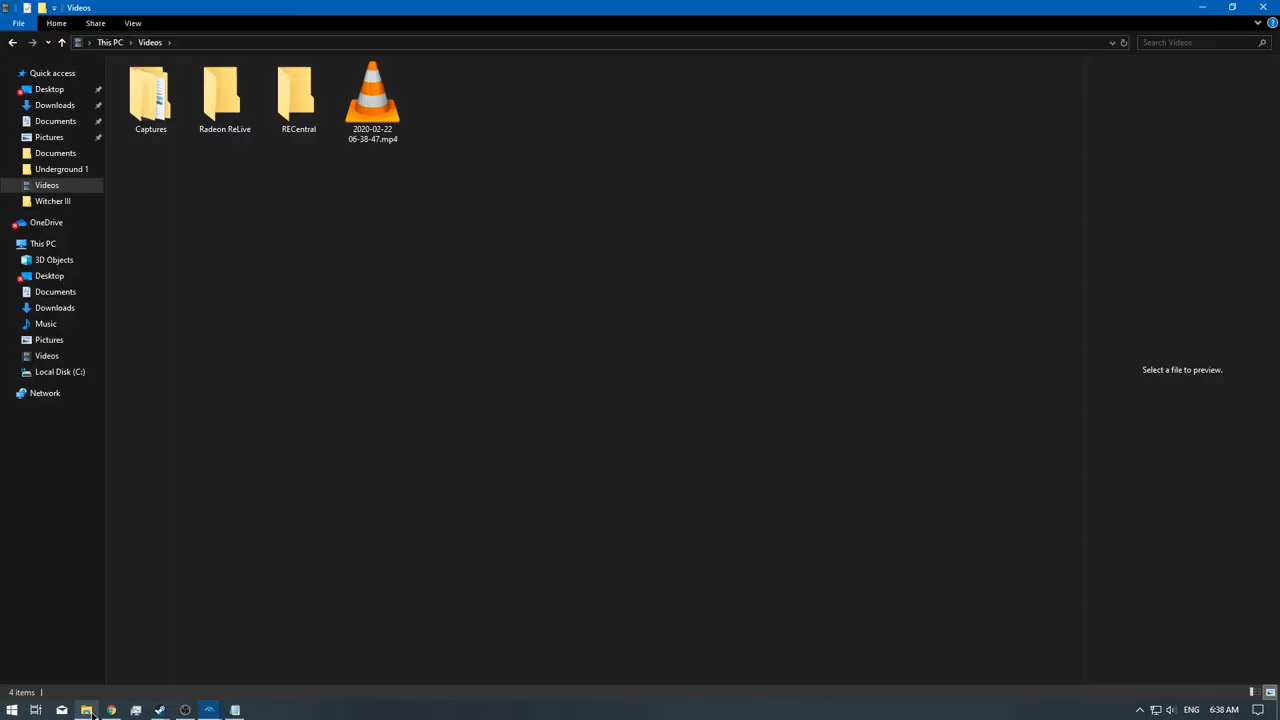 Videos
File Home Share View
This PC Videos Search Videos
Quick access
Desktop
Downloads
Documents
Pictures
Documents
Underground 1
Videos
Witcher III
OneDrive
This PC
3D Objects
Desktop
Documents
Downloads
Music
Pictures
Videos
Local Disk (C:)
Network
Captures
Radeon ReLive
RECentral
2020-02-22
06-38-47.mp4
Select a file to preview.
4 items
ENG 6:38 AM